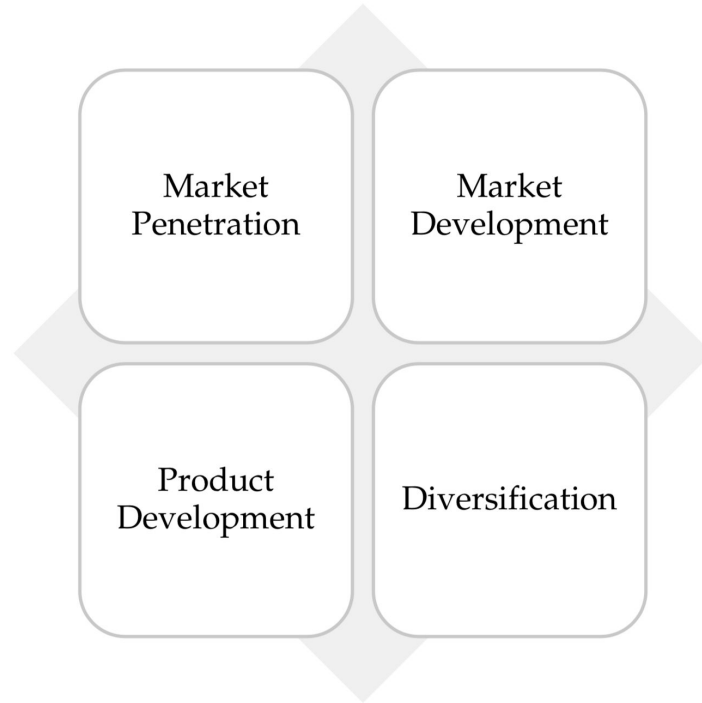 Market
Penetration
Market
Development
Product
Development
Diversification